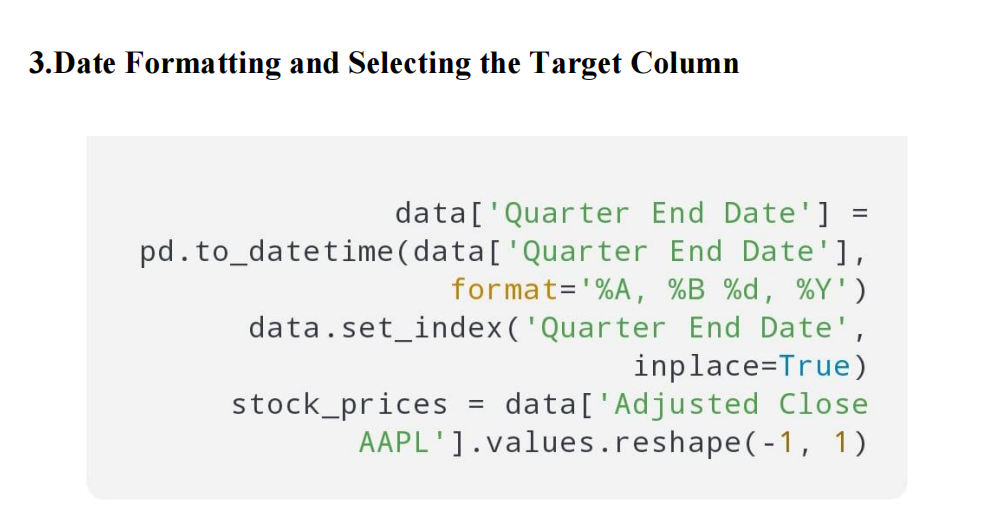 3.Date Formatting and Selecting the Target Column
data['Quarter End Date'] =
pd.to_datetime(data['Quarter End Date'],
format='%A, %B %d, %Y')
data.set_index('Quarter End Date',
inplace=True)
stock_prices = data['Adjusted Close
AAPL'].values.reshape(-1, 1)